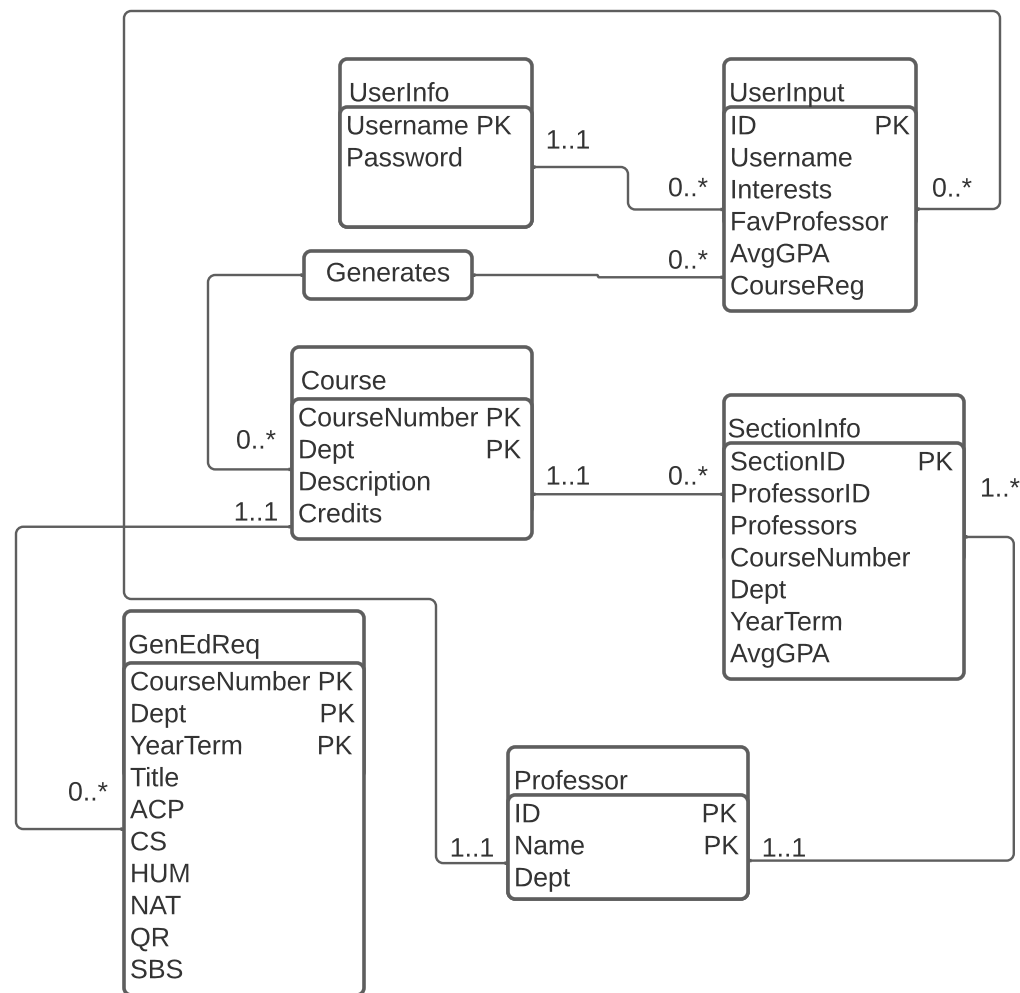 UserInfo
Username PK
Password
1..1
0..*
UserInput
ID PK
Username
Interests
FavProfessor
AvgGPA
CourseReg
0..*
Generates
0..*
0..*
Course
CourseNumber PK
Dept PK
Description
Credits
1..1
1..1
0..*
SectionInfo
SectionID PK
ProfessorID
Professors
CourseNumber
Dept
YearTerm
AvgGPA
1..*
GenEdReq
CourseNumber PK
Dept PK
YearTerm PK
Title
ACP
CS
HUM
NAT
QR
SBS
0..*
Professor
ID PK
Name PK
Dept
1..1
1..1